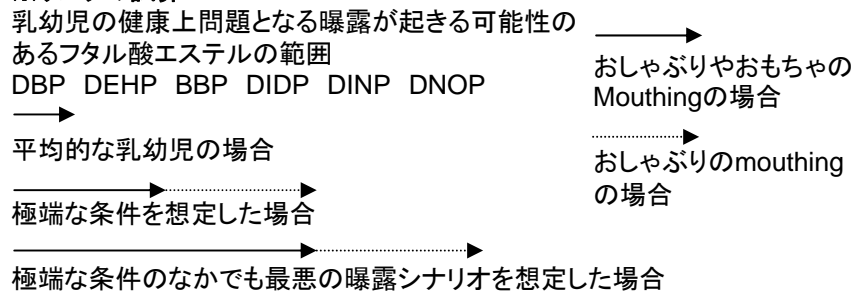 乳幼児の健康上問題となる曝露が起きる可能性の
あるフタル酸エステルの範囲
DBP DEHP BBP DIDP DINP DNOP
平均的な乳幼児の場合
極端な条件を想定した場合
極端な条件のなかでも最悪の曝露シナリオを想定した場合
おしゃぶりやおもちゃの
Mouthingの場合
おしゃぶりのmouthing
の場合